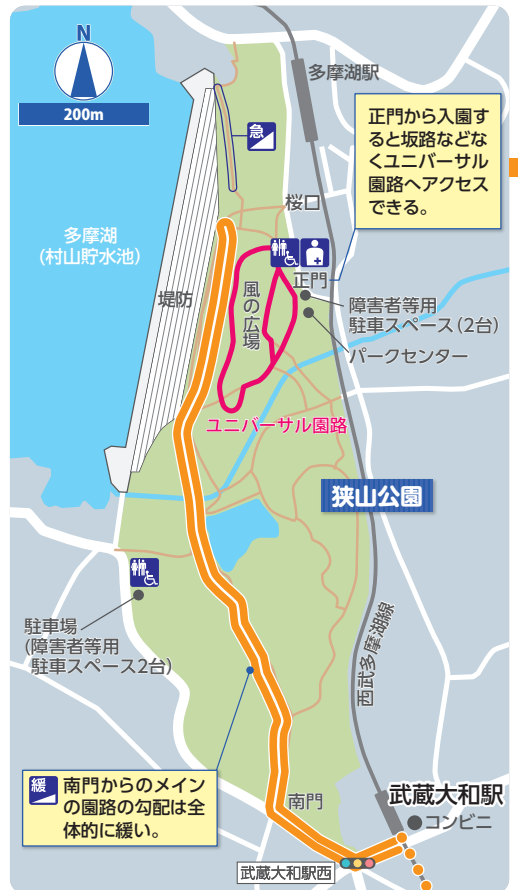 N
200m
多摩湖駅
正門から入園す
ると坂路などな
くユニバーサル
園路へアクセス
できる。
急
桜口
多摩湖
(村山貯水池)
堤防
風の広場
正門
障害者等用
駐車スペース(2台)
パークセンター
ユニバーサル園路
狭山公園
駐車場
(障害者等用
駐車スペース2台)
西武多摩湖線
緩
南門からのメイン
の園路の勾配は全
体的に緩い。
南門
武蔵大和駅
コンビニ
武蔵大和駅西